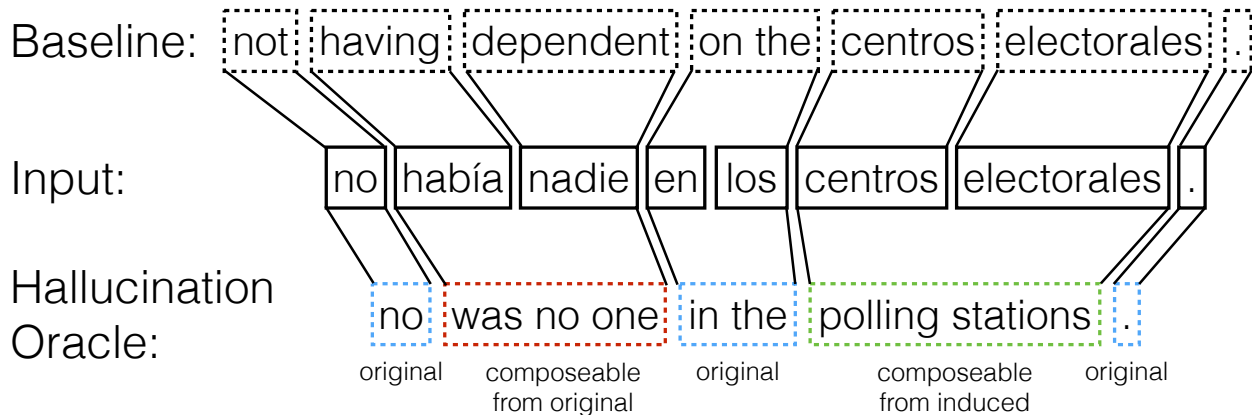 Baseline: not having dependent on the centros electorales .
Input: no había nadie en los centros electorales .
Hallucination
Oracle:
no was no one in the polling stations .
original composeable original composeable original
from original from induced